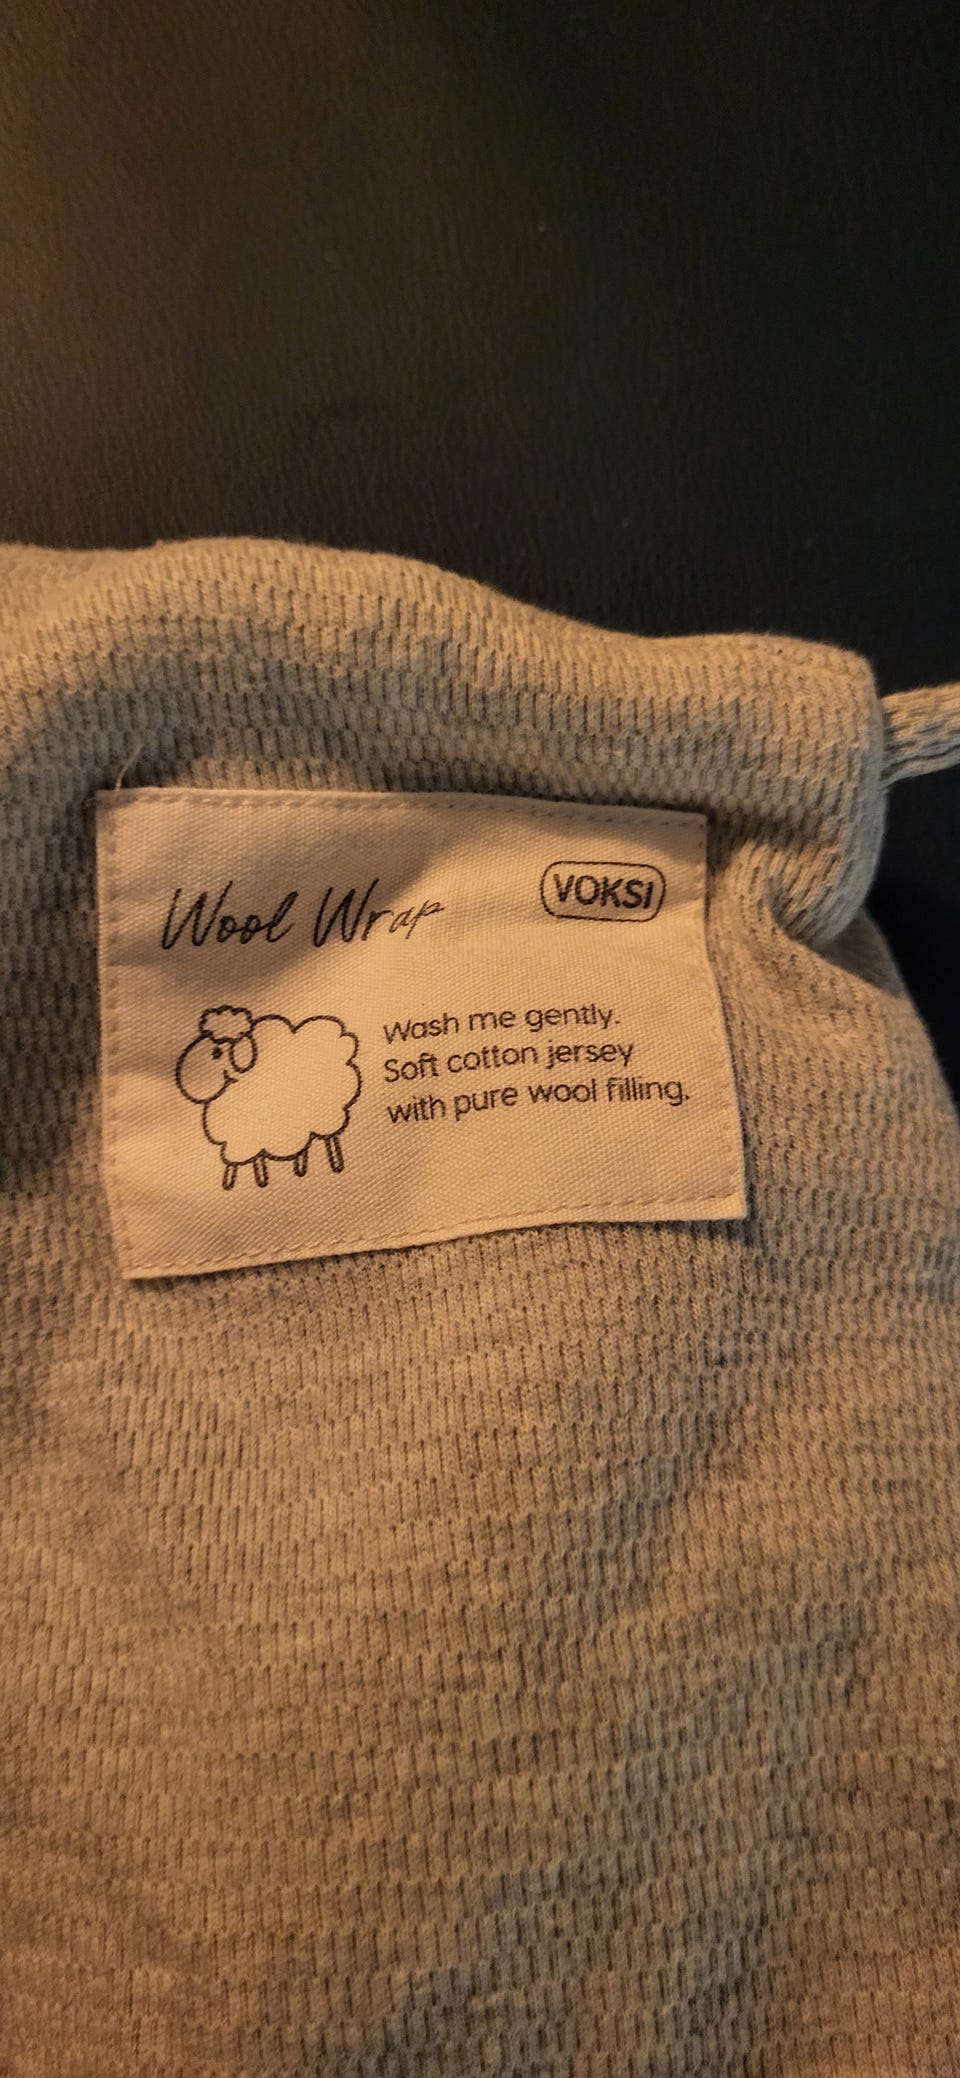 Wool Wrap
VOKSI
Wash me gently.
Soft cotton jersey
with pure wool filling.